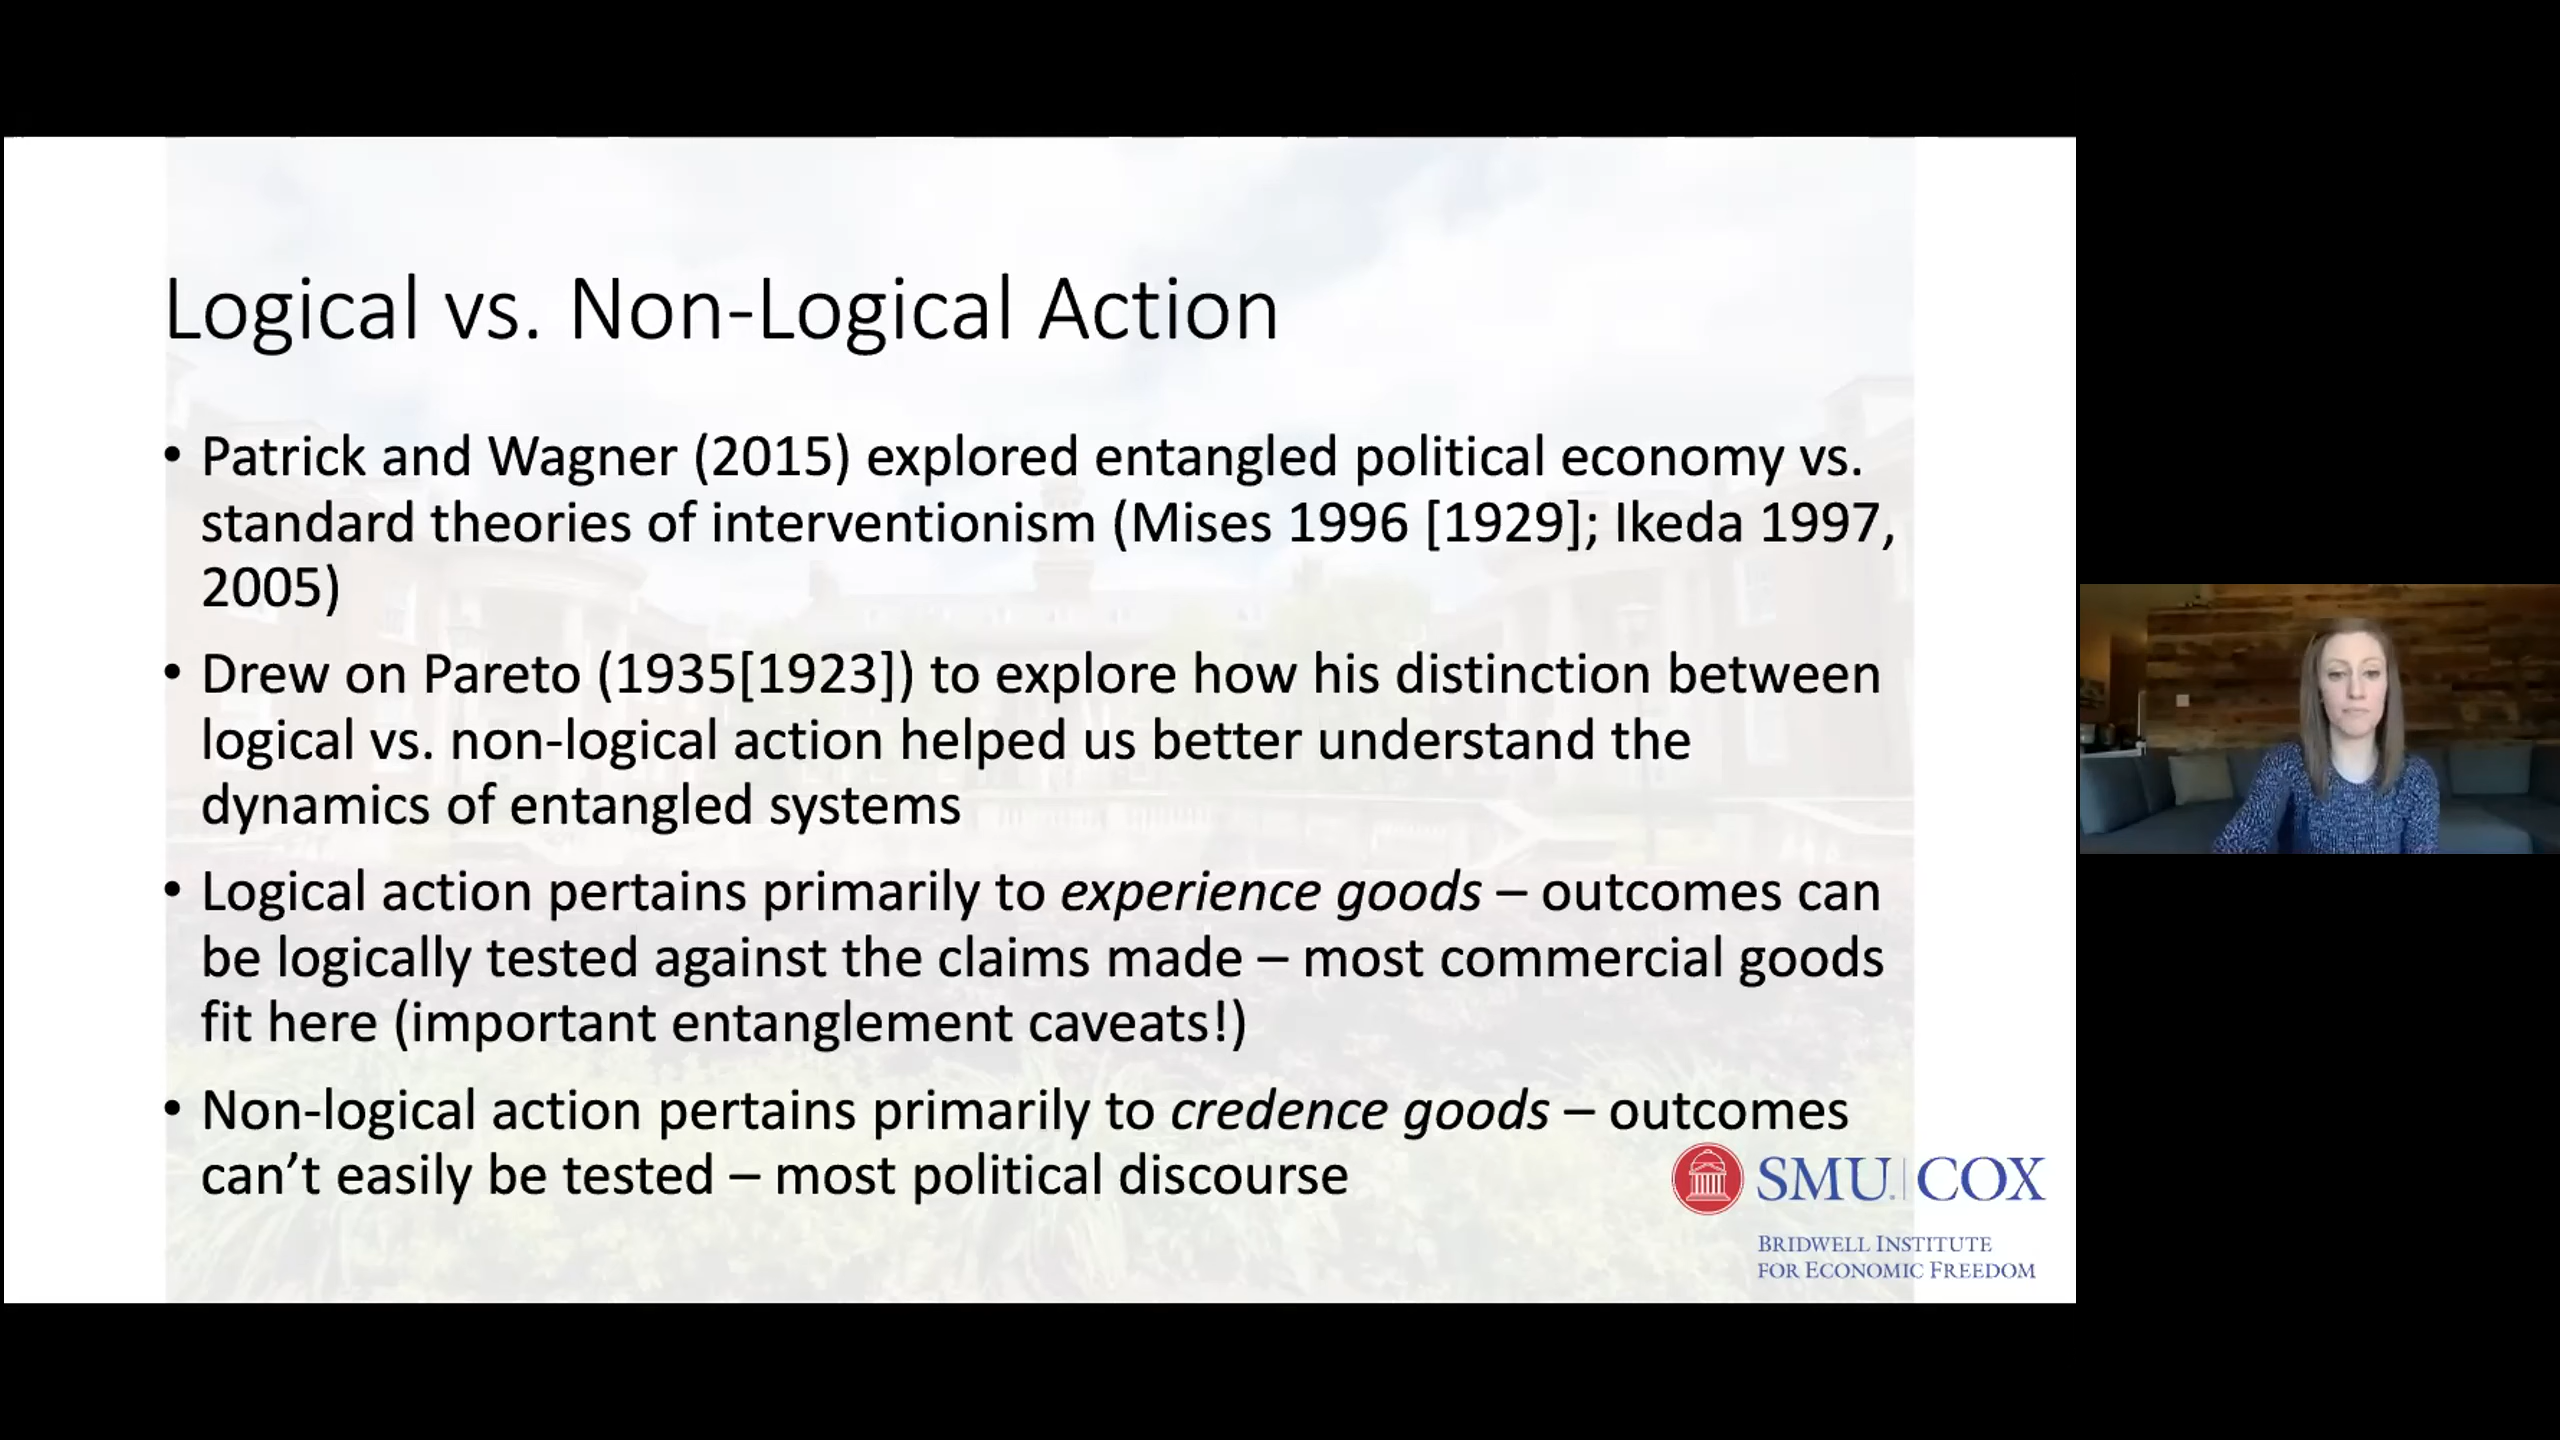 Logical vs. Non-Logical Action
• Patrick and Wagner (2015) explored entangled political economy vs.
standard theories of interventionism (Mises 1996 [1929]; Ikeda 1997,
2005)
• Drew on Pareto (1935[1923]) to explore how his distinction between
logical vs. non-logical action helped us better understand the
dynamics of entangled systems
• Logical action pertains primarily to experience goods – outcomes can
be logically tested against the claims made – most commercial goods
fit here (important entanglement caveats!)
• Non-logical action pertains primarily to credence goods – outcomes
can’t easily be tested – most political discourse
SMU. | COX
BRIDWELL INSTITUTE
FOR ECONOMIC FREEDOM